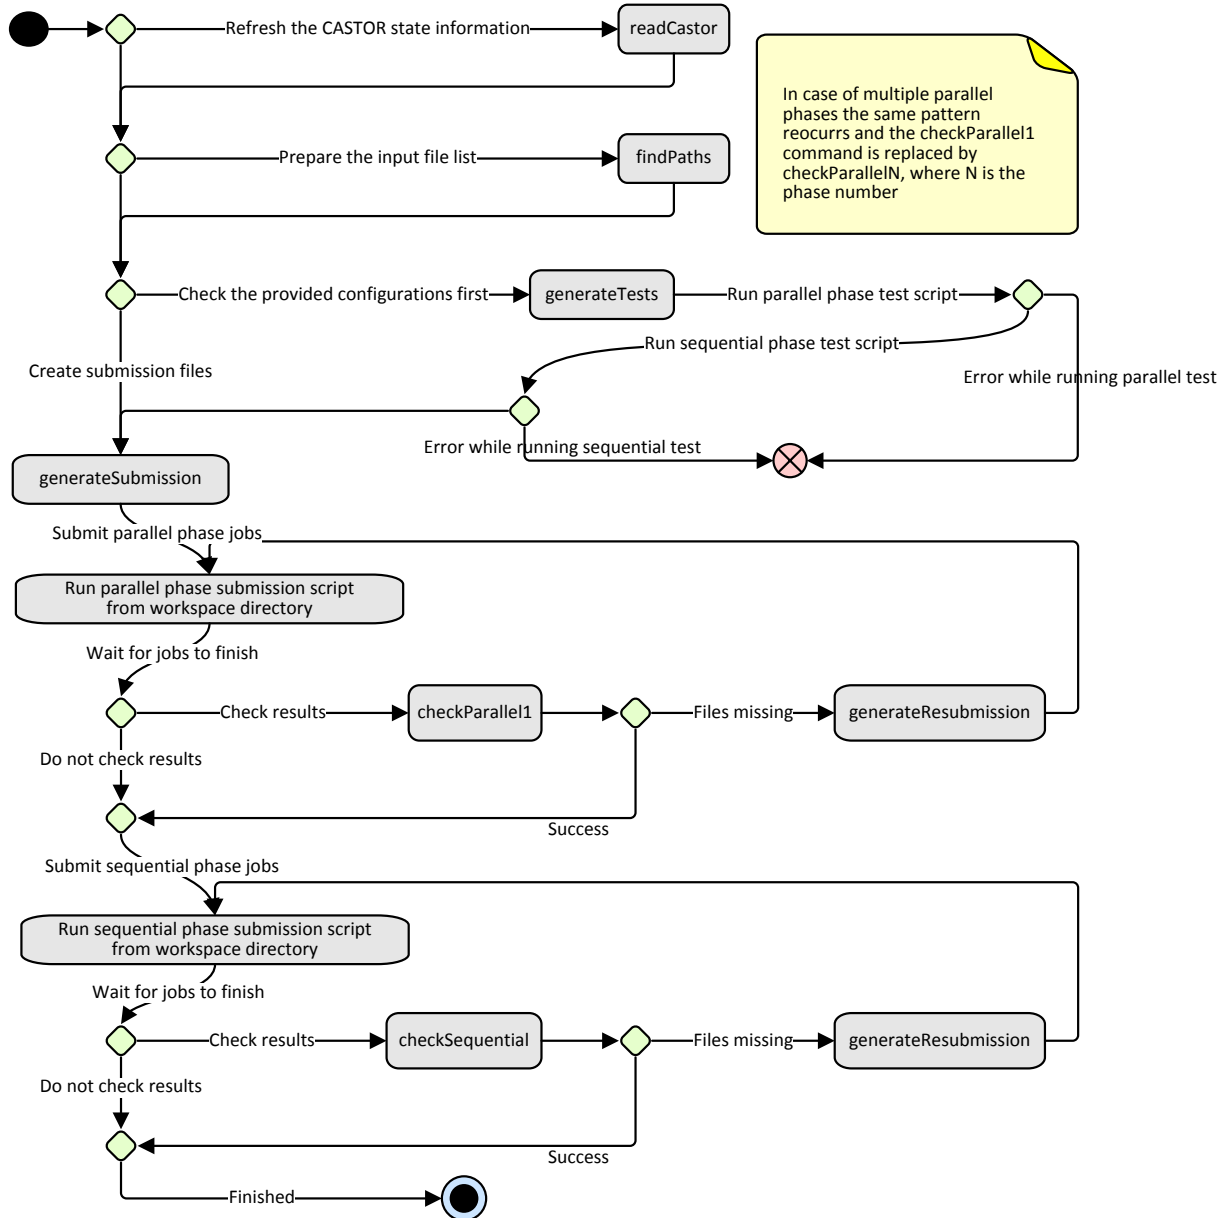 Refresh the CASTOR state information
readCastor
In case of multiple parallel
phases the same pattern
reocurrs and the checkParallel1
command is replaced by
checkParallelN, where N is the
phase number
Prepare the input file list
findPaths
Check the provided configurations first
generateTests
Run parallel phase test script
Run sequential phase test script
Create submission files
Error while running parallel test
Error while running sequential test
generateSubmission
Submit parallel phase jobs
Run parallel phase submission script
from workspace directory
Wait for jobs to finish
Check results
checkParallel1
Files missing
generateResubmission
Do not check results
Success
Submit sequential phase jobs
Run sequential phase submission script
from workspace directory
Wait for jobs to finish
Check results
checkSequential
Files missing
generateResubmission
Do not check results
Success
Finished